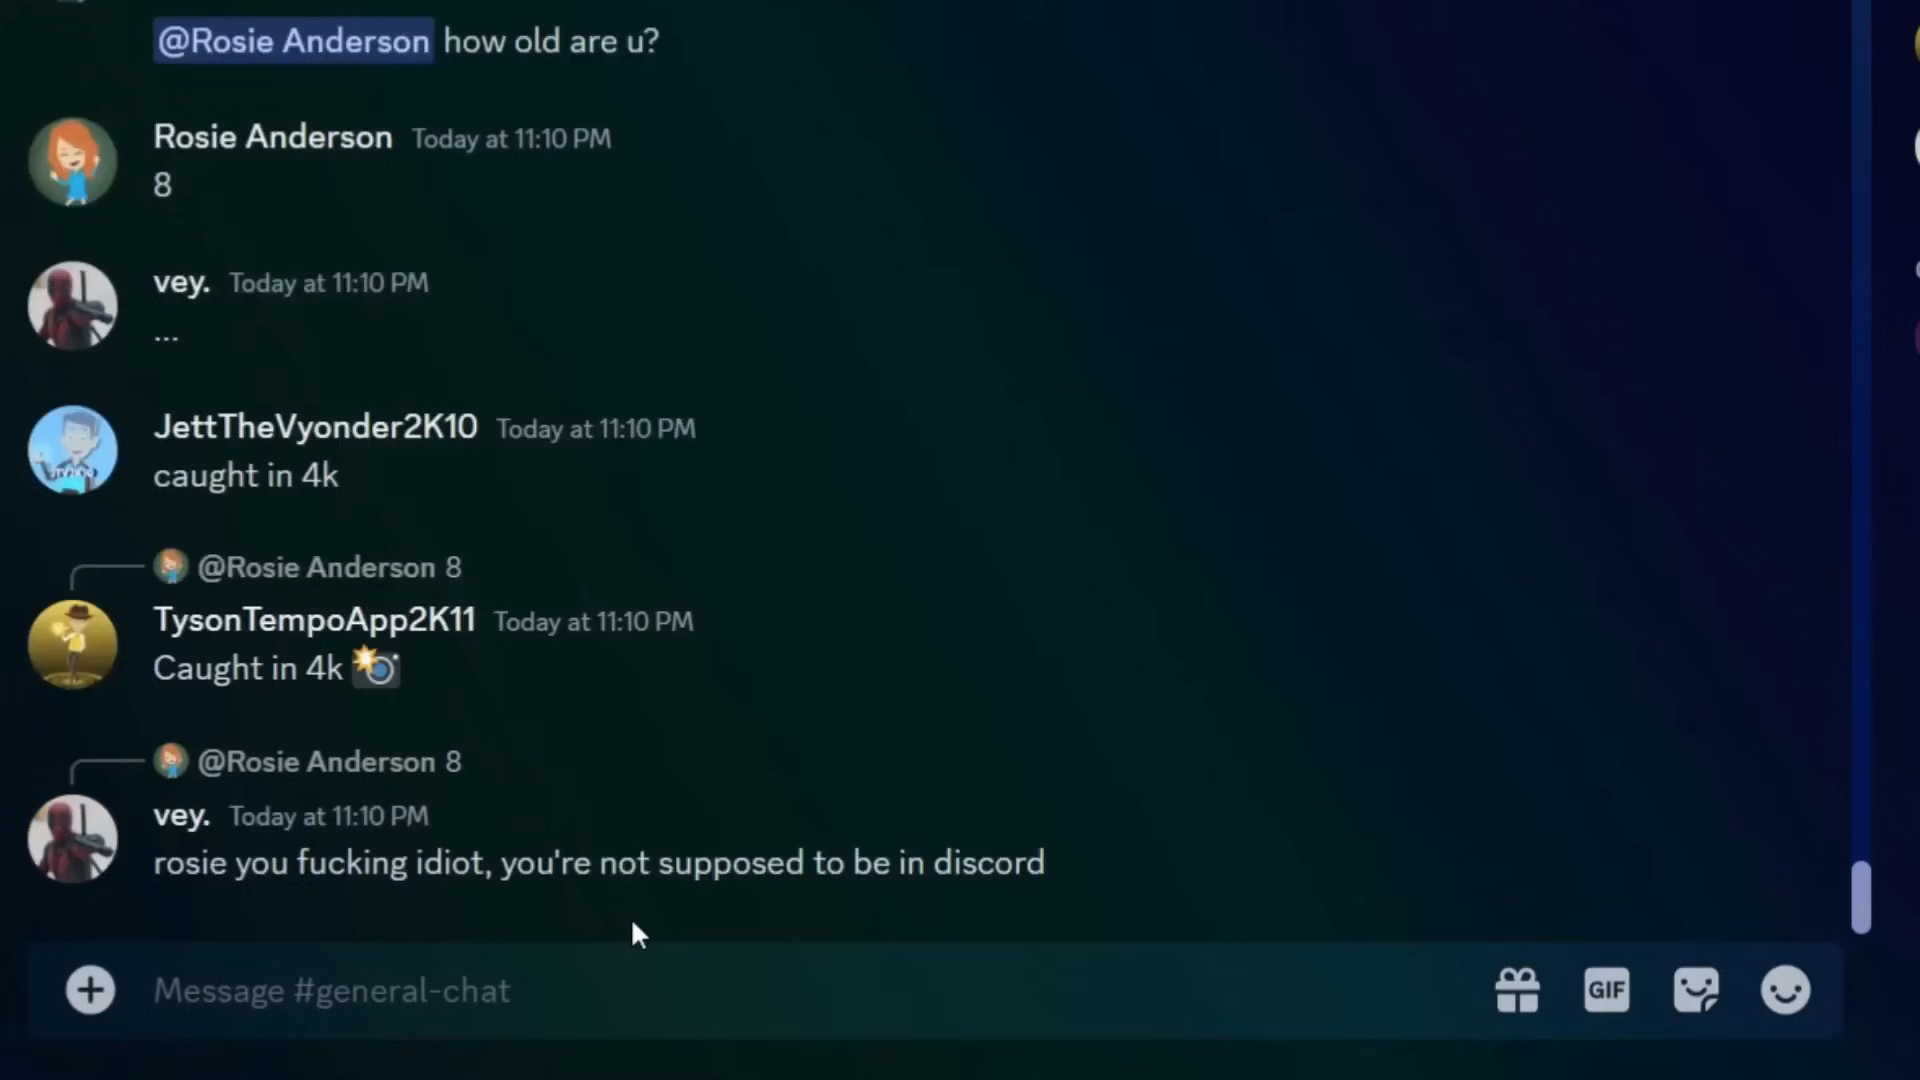 @Rosie Anderson how old are u?
Rosie Anderson Today at 11:10 PM
8
vey. Today at 11:10 PM
...
JettTheVyonder2K10 Today at 11:10 PM
caught in 4k
@Rosie Anderson 8
TysonTempoApp2K11 Today at 11:10 PM
Caught in 4k 📸
@Rosie Anderson 8
vey. Today at 11:10 PM
rosie you fucking idiot, you're not supposed to be in discord
Message #general-chat
GIF